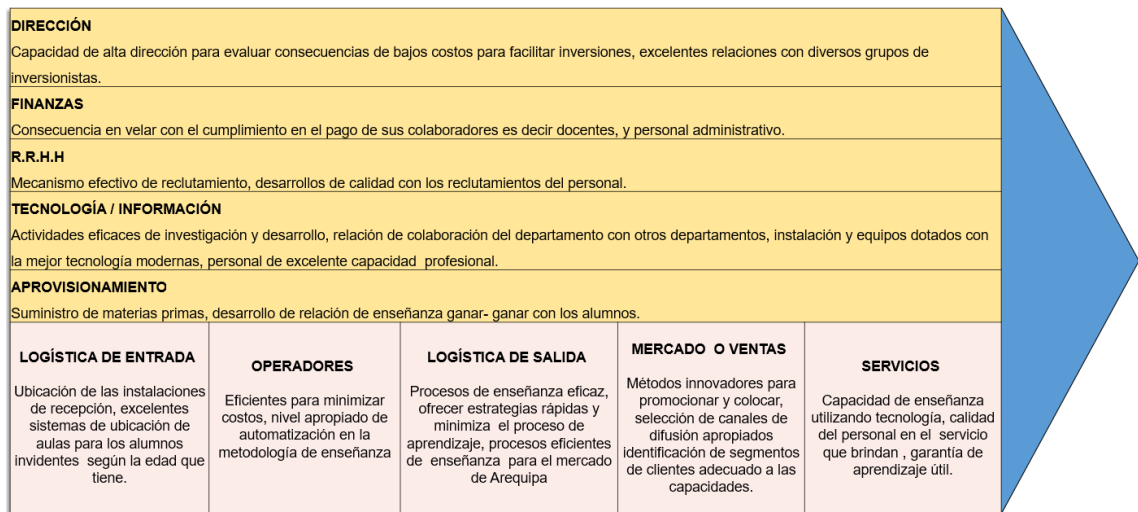 DIRECCIÓN
Capacidad de alta dirección para evaluar consecuencias de bajos costos para facilitar inversiones, excelentes relaciones con diversos grupos de
inversionistas.
FINANZAS
Consecuencia en velar con el cumplimiento en el pago de sus colaboradores es decir docentes, y personal administrativo.
R.R.H.H
Mecanismo efectivo de reclutamiento, desarrollos de calidad con los reclutamientos del personal.
TECNOLOGÍA / INFORMACIÓN
Actividades eficaces de investigación y desarrollo, relación de colaboración del departamento con otros departamentos, instalación y equipos dotados con
la mejor tecnología modernas, personal de excelente capacidad profesional.
APROVISIONAMIENTO
Suministro de materias primas, desarrollo de relación de enseñanza ganar- ganar con los alumnos.
LOGÍSTICA DE ENTRADA
Ubicación de las instalaciones
de recepción, excelentes
sistemas de ubicación de
aulas para los alumnos
invidentes según la edad que
tiene.
OPERADORES
Eficientes para minimizar
costos, nivel apropiado de
automatización en la
metodología de enseñanza
LOGÍSTICA DE SALIDA
Procesos de enseñanza eficaz,
ofrecer estrategias rápidas y
minimiza el proceso de
aprendizaje, procesos eficientes
de enseñanza para el mercado
de Arequipa
MERCADO O VENTAS
Métodos innovadores para
promocionar y colocar,
selección de canales de
difusión apropiados
identificación de segmentos
de clientes adecuado a las
capacidades.
SERVICIOS
Capacidad de enseñanza
utilizando tecnología, calidad
del personal en el servicio
que brindan , garantía de
aprendizaje útil.